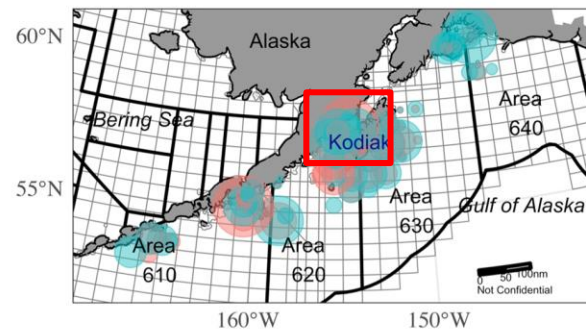 60°N
Alaska
Area
640
Bering Sea
Kodiak
55°N
Area
630
Gulf of Alaska
Area
610
Area
620
0 50 100nm
Not Confidential
160°W
150°W